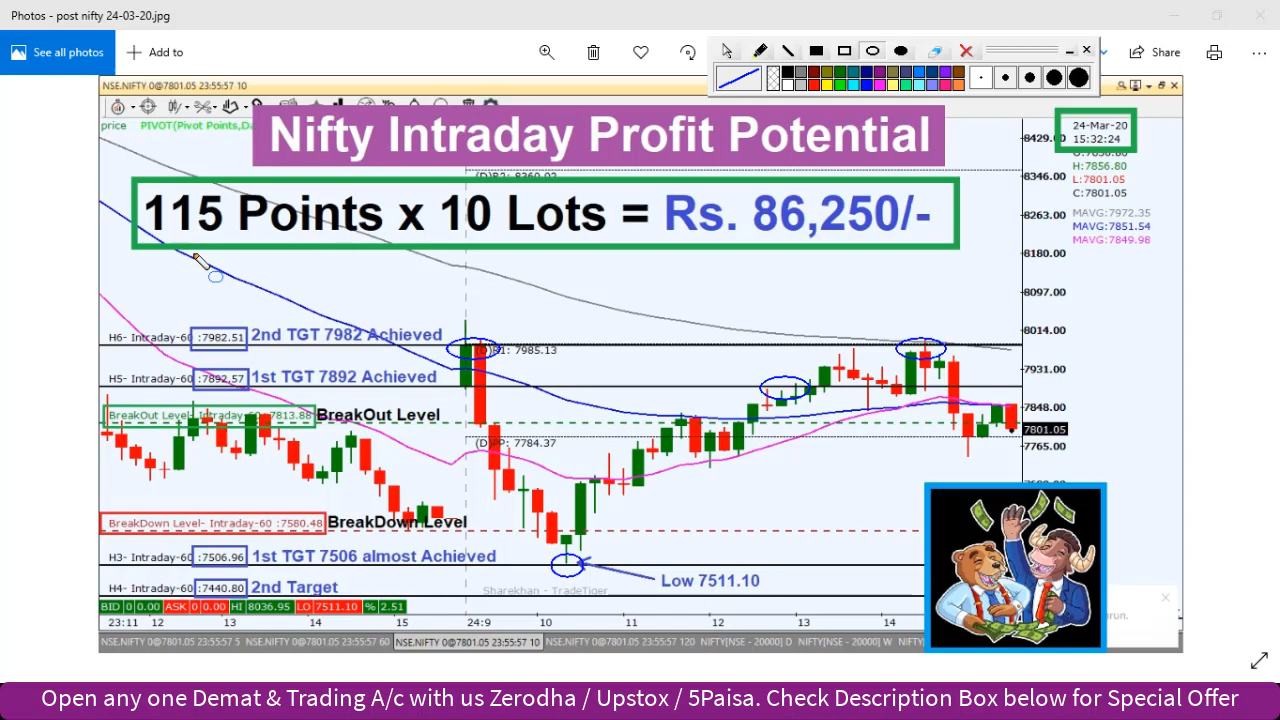 Photos - post nifty 24-03-20.jpg
See all photos
Add to
Share
NSE.NIFTY 0@7801.05 23:55:57 10
price
Nifty Intraday Profit Potential
24-Mar-20
15:32:24
H:7856.80
L:7801.05
C:7801.05
MAVG:7972.35
MAVG:7851.54
MAVG:7849.98
115 Points x 10 Lots = Rs. 86,250/-
8429.00
8346.00
8263.00
8180.00
8097.00
8014.00
7931.00
7848.00
7801.05
7765.00
H6- Intraday-60 :7982.51 2nd TGT 7982 Achieved
(D)R1: 7985.13
H5- Intraday-60 :7892.57 1st TGT 7892 Achieved
BreakOut Level- Intraday-60 :7813.88 BreakOut Level
(D)PP: 7784.37
BreakDown Level- Intraday-60 :7580.48 BreakDown Level
H3- Intraday-60 :7506.96 1st TGT 7506 almost Achieved
Low 7511.10
H4- Intraday-60 :7440.80 2nd Target
Sharekhan - TradeTiger
BID 0 0.00 ASK 0 0.00 HI 8036.95 LO 7511.10 % 2.51
23:11 12 13 14 15 24:9 10 11 12 13 14
NSE.NIFTY 0@7801.05 23:55:57 5 NSE.NIFTY 0@7801.05 23:55:57 60 NSE.NIFTY 0@7801.05 23:55:57 10 NSE.NIFTY 0@7801.05 23:55:57 120 NIFTY[NSE - 20000] D NIFTY[NSE - 20000] W
Open any one Demat & Trading A/c with us Zerodha / Upstox / 5Paisa. Check Description Box below for Special Offer